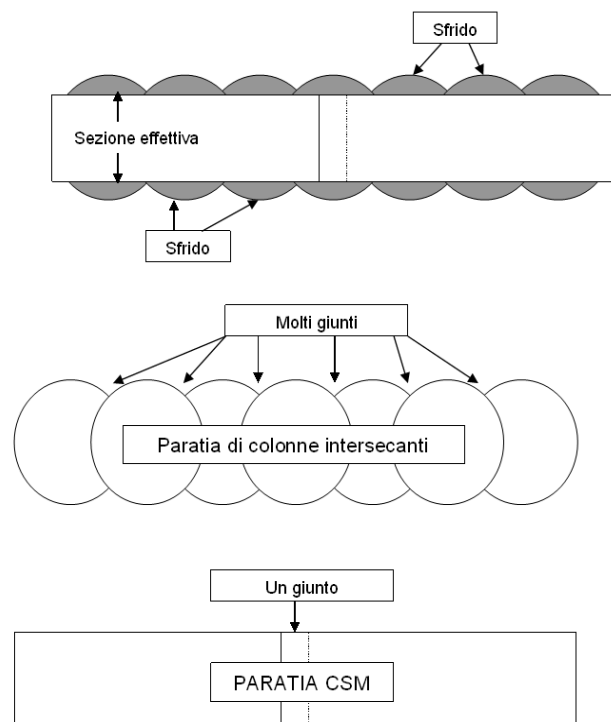 Sfrido
Sezione effettiva
Sfrido
Molti giunti
Paratia di colonne intersecanti
Un giunto
PARATIA CSM